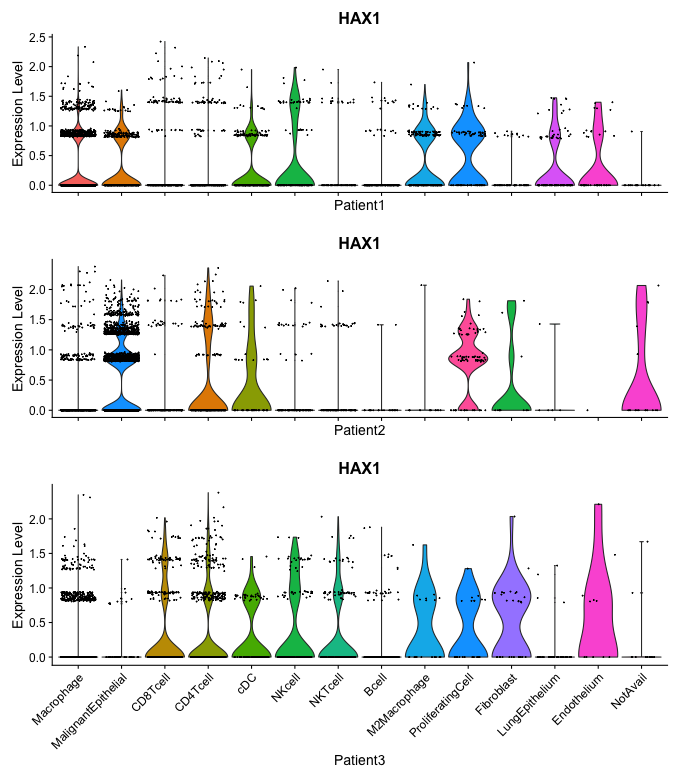 HAX1
Expression Level
2.5
2.0
1.5
1.0
0.5
0.0
Patient1
HAX1
Expression Level
2.0
1.5
1.0
0.5
0.0
Patient2
HAX1
Expression Level
2.0
1.5
1.0
0.5
0.0
Macrophage
MalignantEpithelial
CD8Tcell
CD4Tcell
cDC
NKcell
NKTcell
Bcell
M2Macrophage
ProliferatingCell
Fibroblast
LungEpithelium
Endothelium
NotAvail
Patient3